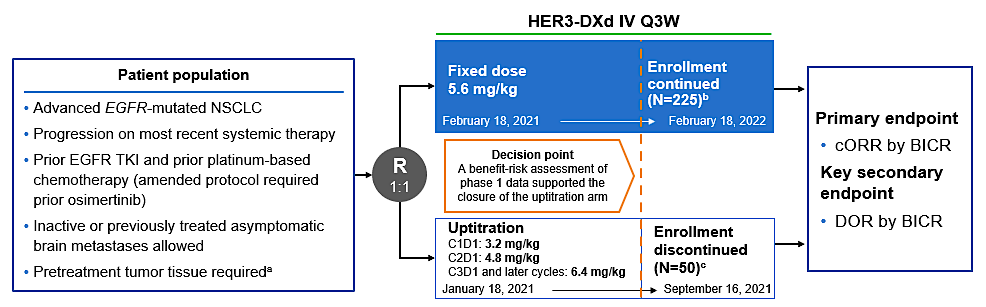 HER3-DXd IV Q3W
Patient population
• Advanced EGFR-mutated NSCLC
• Progression on most recent systemic therapy
• Prior EGFR TKI and prior platinum-based
chemotherapy (amended protocol required
prior osimertinib)
• Inactive or previously treated asymptomatic
brain metastases allowed
• Pretreatment tumor tissue requiredᵃ
R
1:1
Fixed dose
5.6 mg/kg
Enrollment
continued
(N=225)ᵇ
February 18, 2021
February 18, 2022
Decision point
A benefit-risk assessment of
phase 1 data supported the
closure of the uptitration arm
Uptitration
C1D1: 3.2 mg/kg
C2D1: 4.8 mg/kg
C3D1 and later cycles: 6.4 mg/kg
Enrollment
discontinued
(N=50)ᶜ
January 18, 2021
September 16, 2021
Primary endpoint
• cORR by BICR
Key secondary
endpoint
• DOR by BICR